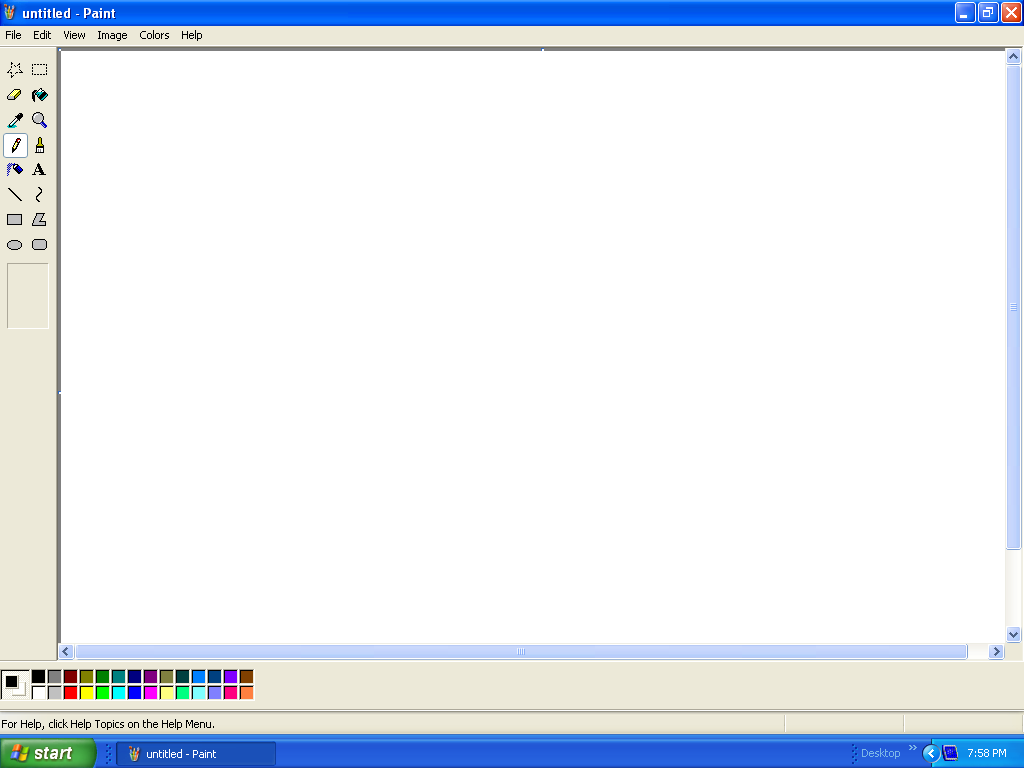 untitled - Paint
File Edit View Image Colors Help
A
For Help, click Help Topics on the Help Menu.
start untitled - Paint Desktop » 7:58 PM